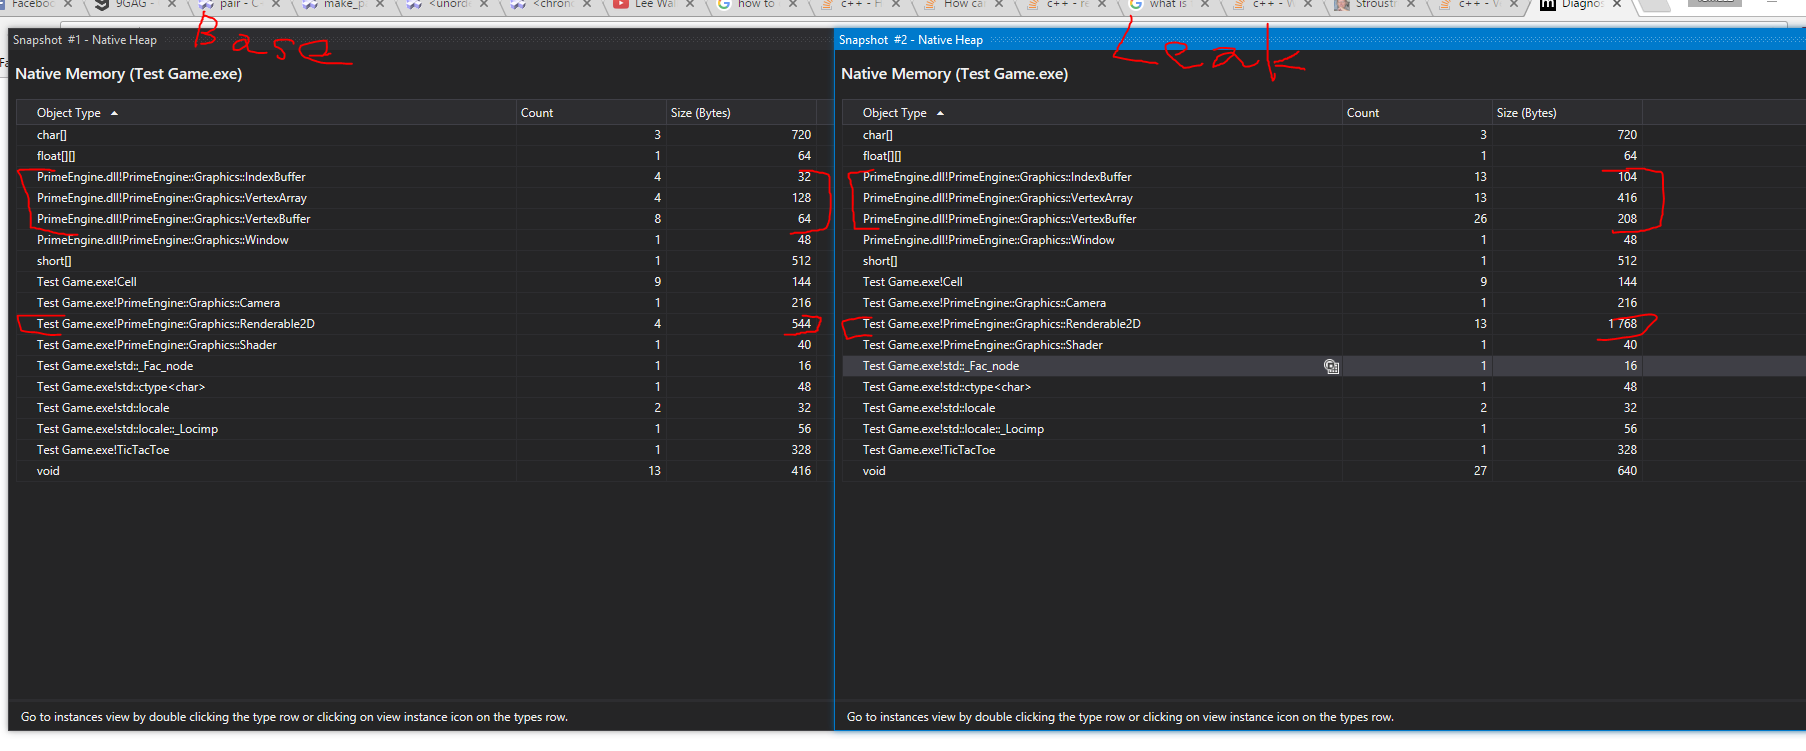 Facebook 9GAG - pair - C make_p <unord <chron Lee Wal how to c++ - How ca c++ - re what is c++ - Stroust c++ - Diagnos
Base Leak
Snapshot #1 - Native Heap
Native Memory (Test Game.exe)
Object Type Count Size (Bytes)
char[] 3 720
float[][] 1 64
PrimeEngine.dll!PrimeEngine::Graphics::IndexBuffer 4 32
PrimeEngine.dll!PrimeEngine::Graphics::VertexArray 4 128
PrimeEngine.dll!PrimeEngine::Graphics::VertexBuffer 8 64
PrimeEngine.dll!PrimeEngine::Graphics::Window 1 48
short[] 1 512
Test Game.exe!Cell 9 144
Test Game.exe!PrimeEngine::Graphics::Camera 1 216
Test Game.exe!PrimeEngine::Graphics::Renderable2D 4 544
Test Game.exe!PrimeEngine::Graphics::Shader 1 40
Test Game.exe!std::_Fac_node 1 16
Test Game.exe!std::ctype<char> 1 48
Test Game.exe!std::locale 2 32
Test Game.exe!std::locale::_Locimp 1 56
Test Game.exe!TicTacToe 1 328
void 13 416
Go to instances view by double clicking the type row or clicking on view instance icon on the types row.
Snapshot #2 - Native Heap
Native Memory (Test Game.exe)
Object Type Count Size (Bytes)
char[] 3 720
float[][] 1 64
PrimeEngine.dll!PrimeEngine::Graphics::IndexBuffer 13 104
PrimeEngine.dll!PrimeEngine::Graphics::VertexArray 13 416
PrimeEngine.dll!PrimeEngine::Graphics::VertexBuffer 26 208
PrimeEngine.dll!PrimeEngine::Graphics::Window 1 48
short[] 1 512
Test Game.exe!Cell 9 144
Test Game.exe!PrimeEngine::Graphics::Camera 1 216
Test Game.exe!PrimeEngine::Graphics::Renderable2D 13 1 768
Test Game.exe!PrimeEngine::Graphics::Shader 1 40
Test Game.exe!std::_Fac_node 1 16
Test Game.exe!std::ctype<char> 1 48
Test Game.exe!std::locale 2 32
Test Game.exe!std::locale::_Locimp 1 56
Test Game.exe!TicTacToe 1 328
void 27 640
Go to instances view by double clicking the type row or clicking on view instance icon on the types row.